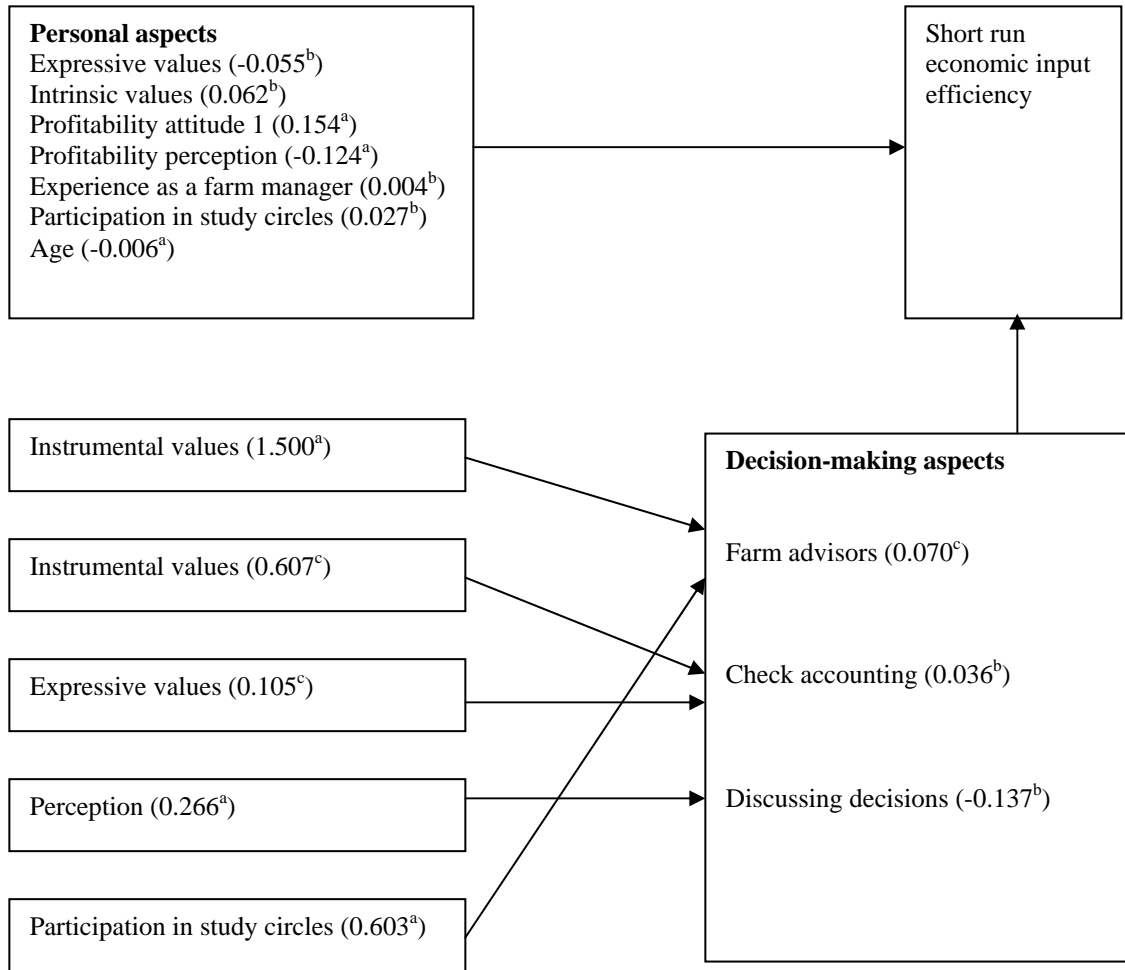 Personal aspects
Expressive values (-0.055ᵇ)
Intrinsic values (0.062ᵇ)
Profitability attitude 1 (0.154ᵃ)
Profitability perception (-0.124ᵃ)
Experience as a farm manager (0.004ᵇ)
Participation in study circles (0.027ᵇ)
Age (-0.006ᵃ)
Short run
economic input
efficiency
Instrumental values (1.500ᵃ)
Instrumental values (0.607ᶜ)
Expressive values (0.105ᶜ)
Perception (0.266ᵃ)
Participation in study circles (0.603ᵃ)
Decision-making aspects
Farm advisors (0.070ᶜ)
Check accounting (0.036ᵇ)
Discussing decisions (-0.137ᵇ)